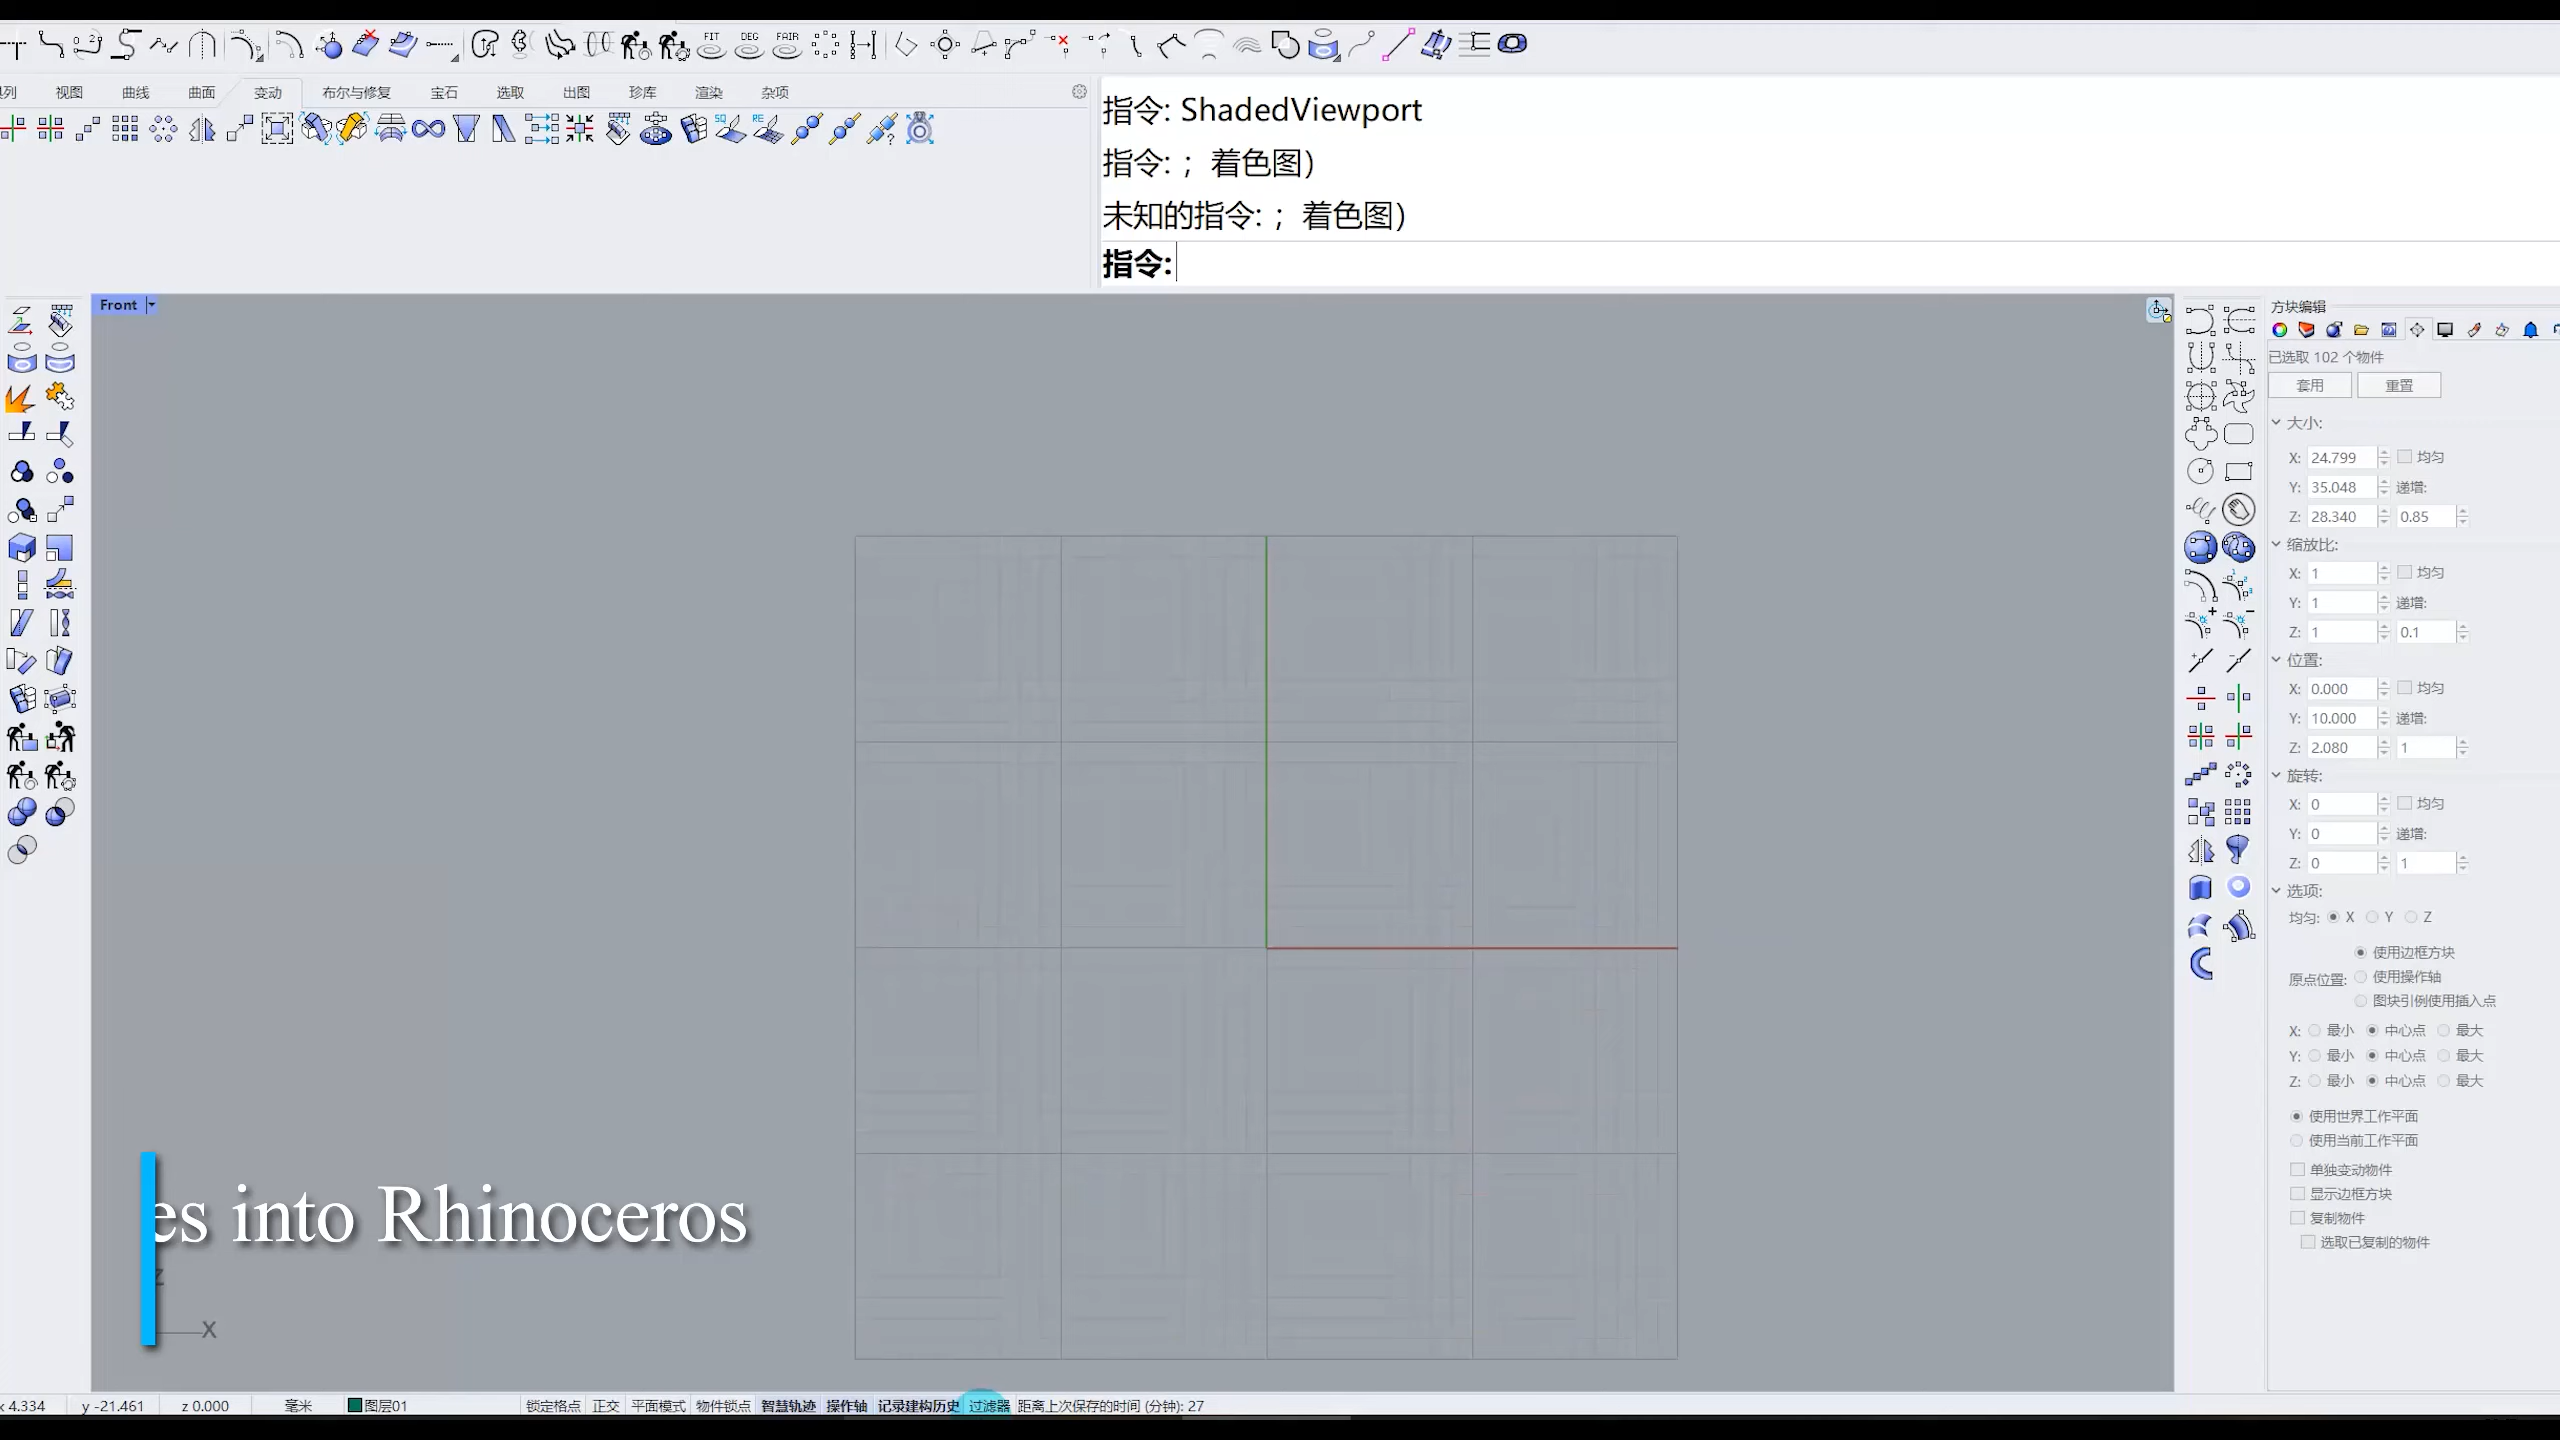 FIT DEG FAIR
视图 曲线 曲面 变动 布尔与修复 宝石 选取 出图 珍库 渲染 杂项
指令: ShadedViewport
指令: ；着色图）
未知的指令: ；着色图）
指令:
Front
方块编辑
已选取 102 个物件
套用 重置
大小:
X: 24.799 均匀
Y: 35.048 递增:
Z: 28.340 0.85
缩放比:
X: 1 均匀
Y: 1 递增:
Z: 1 0.1
位置:
X: 0.000 均匀
Y: 10.000 递增:
Z: 2.080 1
旋转:
X: 0 均匀
Y: 0 递增:
Z: 0 1
选项:
均匀: X Y Z
使用边框方块
原点位置: 使用操作轴
图块引例使用插入点
X: 最小 中心点 最大
Y: 最小 中心点 最大
Z: 最小 中心点 最大
使用世界工作平面
使用当前工作平面
单独变动物件
显示边框方块
复制物件
选取已复制的物件
es into Rhinoceros
Z
X
x 4.334 y -21.461 z 0.000 毫米 图层01 锁定格点 正交 平面模式 物件锁点 智慧轨迹 操作轴 记录建构历史 过滤器 距离上次保存的时间 (分钟): 27